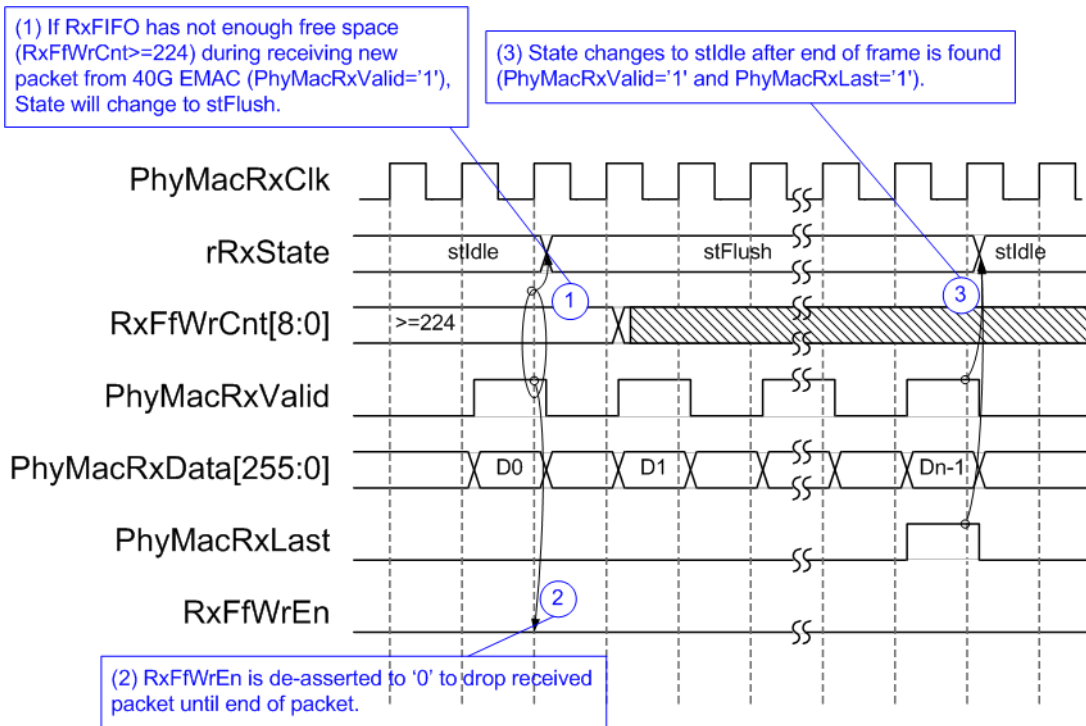 (1) If RxFIFO has not enough free space
(RxFfWrCnt>=224) during receiving new
packet from 40G EMAC (PhyMacRxValid='1'),
State will change to stFlush.
(3) State changes to stIdle after end of frame is found
(PhyMacRxValid='1' and PhyMacRxLast='1').
PhyMacRxClk
rRxState
stIdle
stFlush
stIdle
1
3
RxFfWrCnt[8:0]
>=224
PhyMacRxValid
PhyMacRxData[255:0]
D0
D1
Dn-1
PhyMacRxLast
RxFfWrEn
2
(2) RxFfWrEn is de-asserted to ‘0’ to drop received
packet until end of packet.